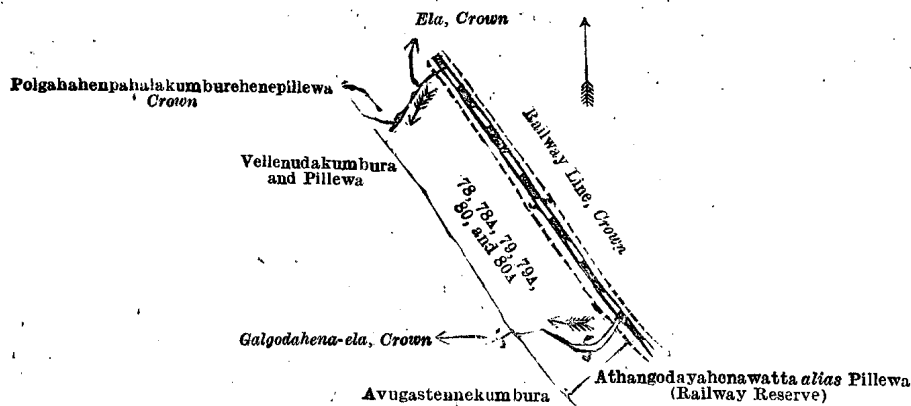 Ela, Crown
Polgahahenpahalakumburehenepillewa
Crown
Vellenudakumbura
and Pillewa
Railway Line, Crown
78, 78A, 79, 79A,
80, and 80A
Galgodahena-ela, Crown
Avugastennekumbura
Athangodayahenawatta alias Pillewa
(Railway Reserve)